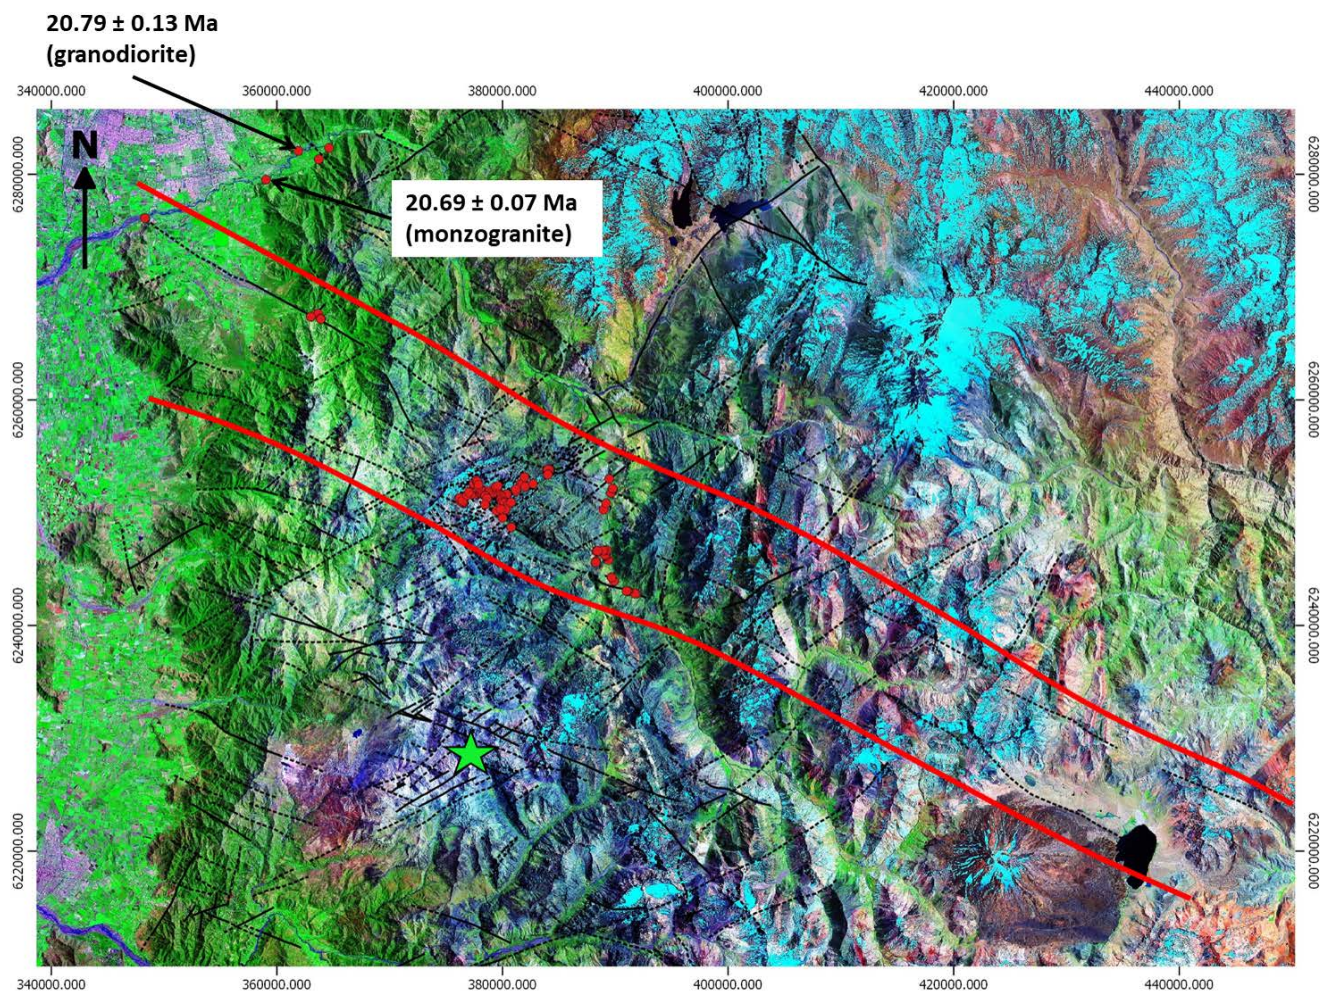 20.79 ± 0.13 Ma
(granodiorite)
340000.000 360000.000 380000.000 400000.000 420000.000 440000.000
N
20.69 ± 0.07 Ma
(monzogranite)
6280000.000 6280000.000
6260000.000 6260000.000
6240000.000 6240000.000
6220000.000 6220000.000
340000.000 360000.000 380000.000 400000.000 420000.000 440000.000